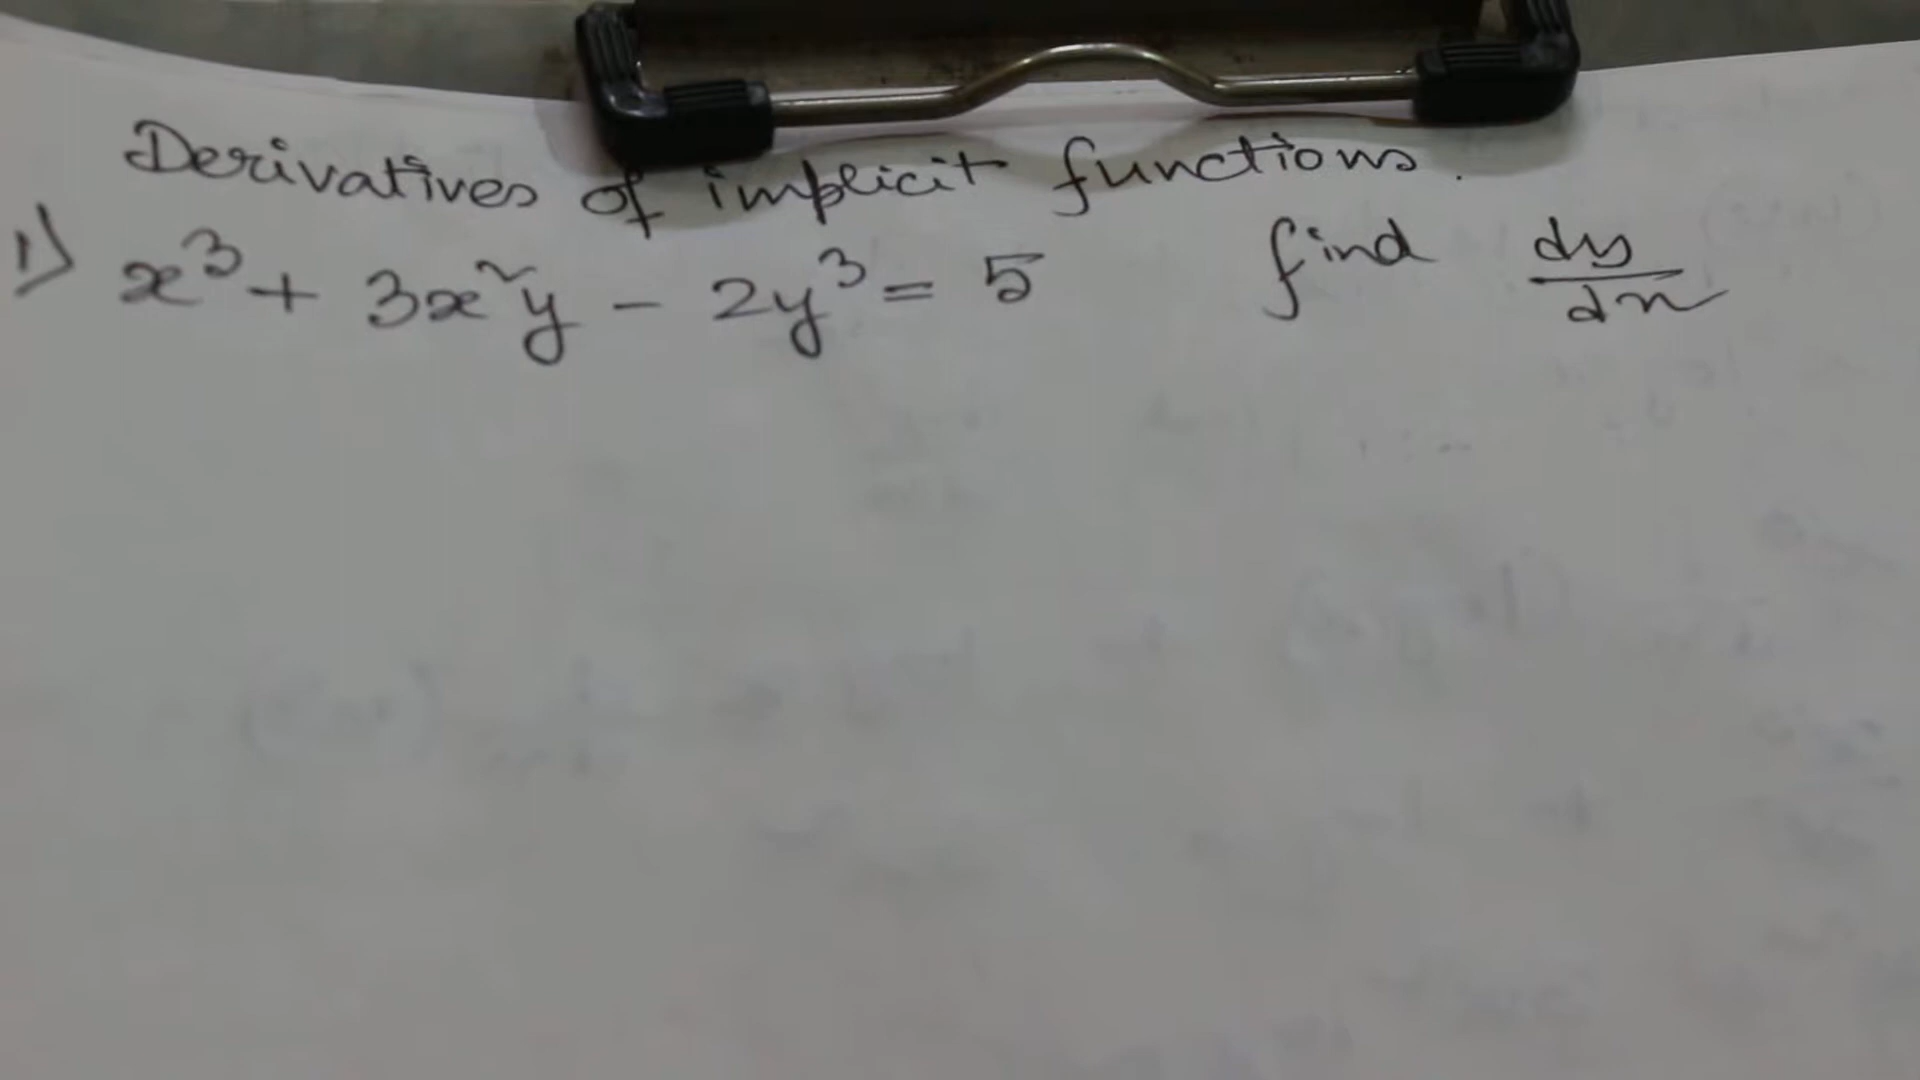 Derivatives of implicit functions.
1) x³ + 3x²y - 2y³ = 5 find dy/dx